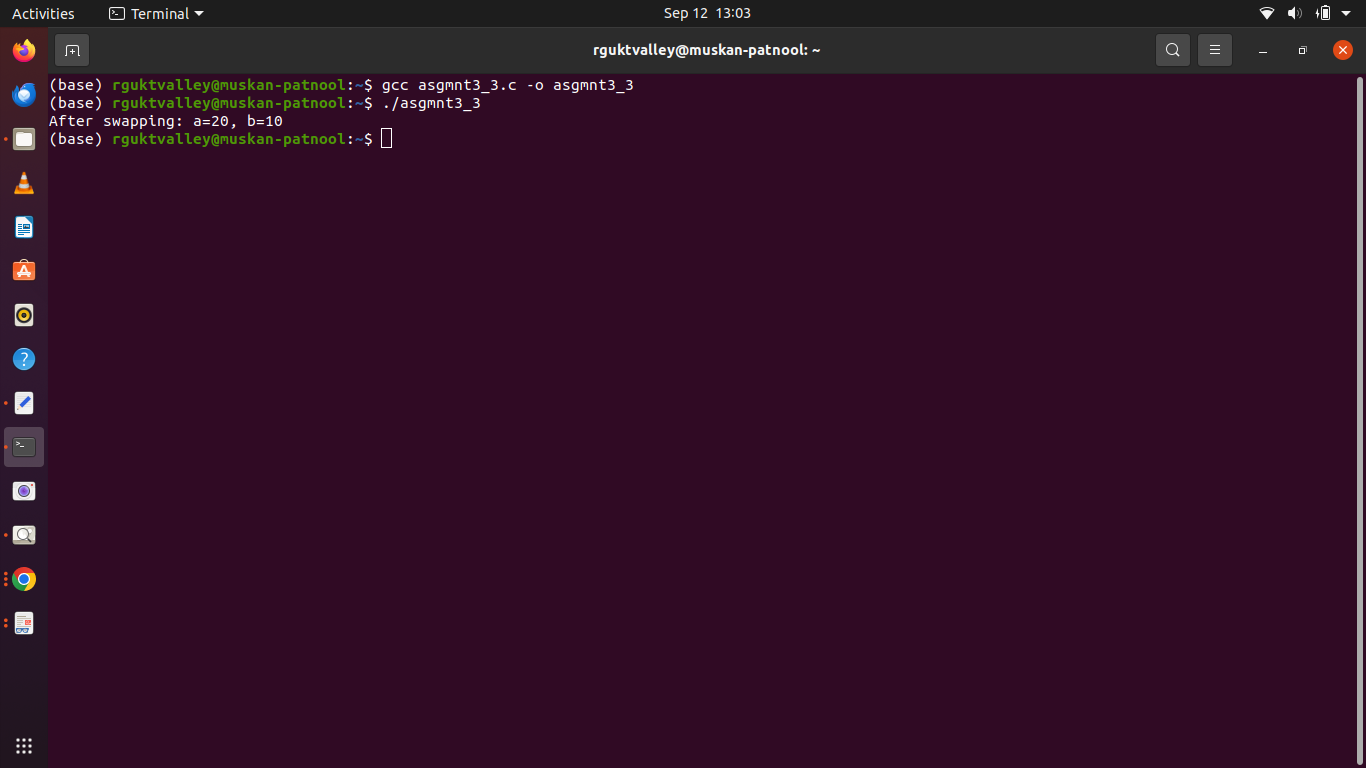 Activities Terminal Sep 12 13:03
rguktvalley@muskan-patnool: ~
(base) rguktvalley@muskan-patnool:~$ gcc asgmnt3_3.c -o asgmnt3_3
(base) rguktvalley@muskan-patnool:~$ ./asgmnt3_3
After swapping: a=20, b=10
(base) rguktvalley@muskan-patnool:~$